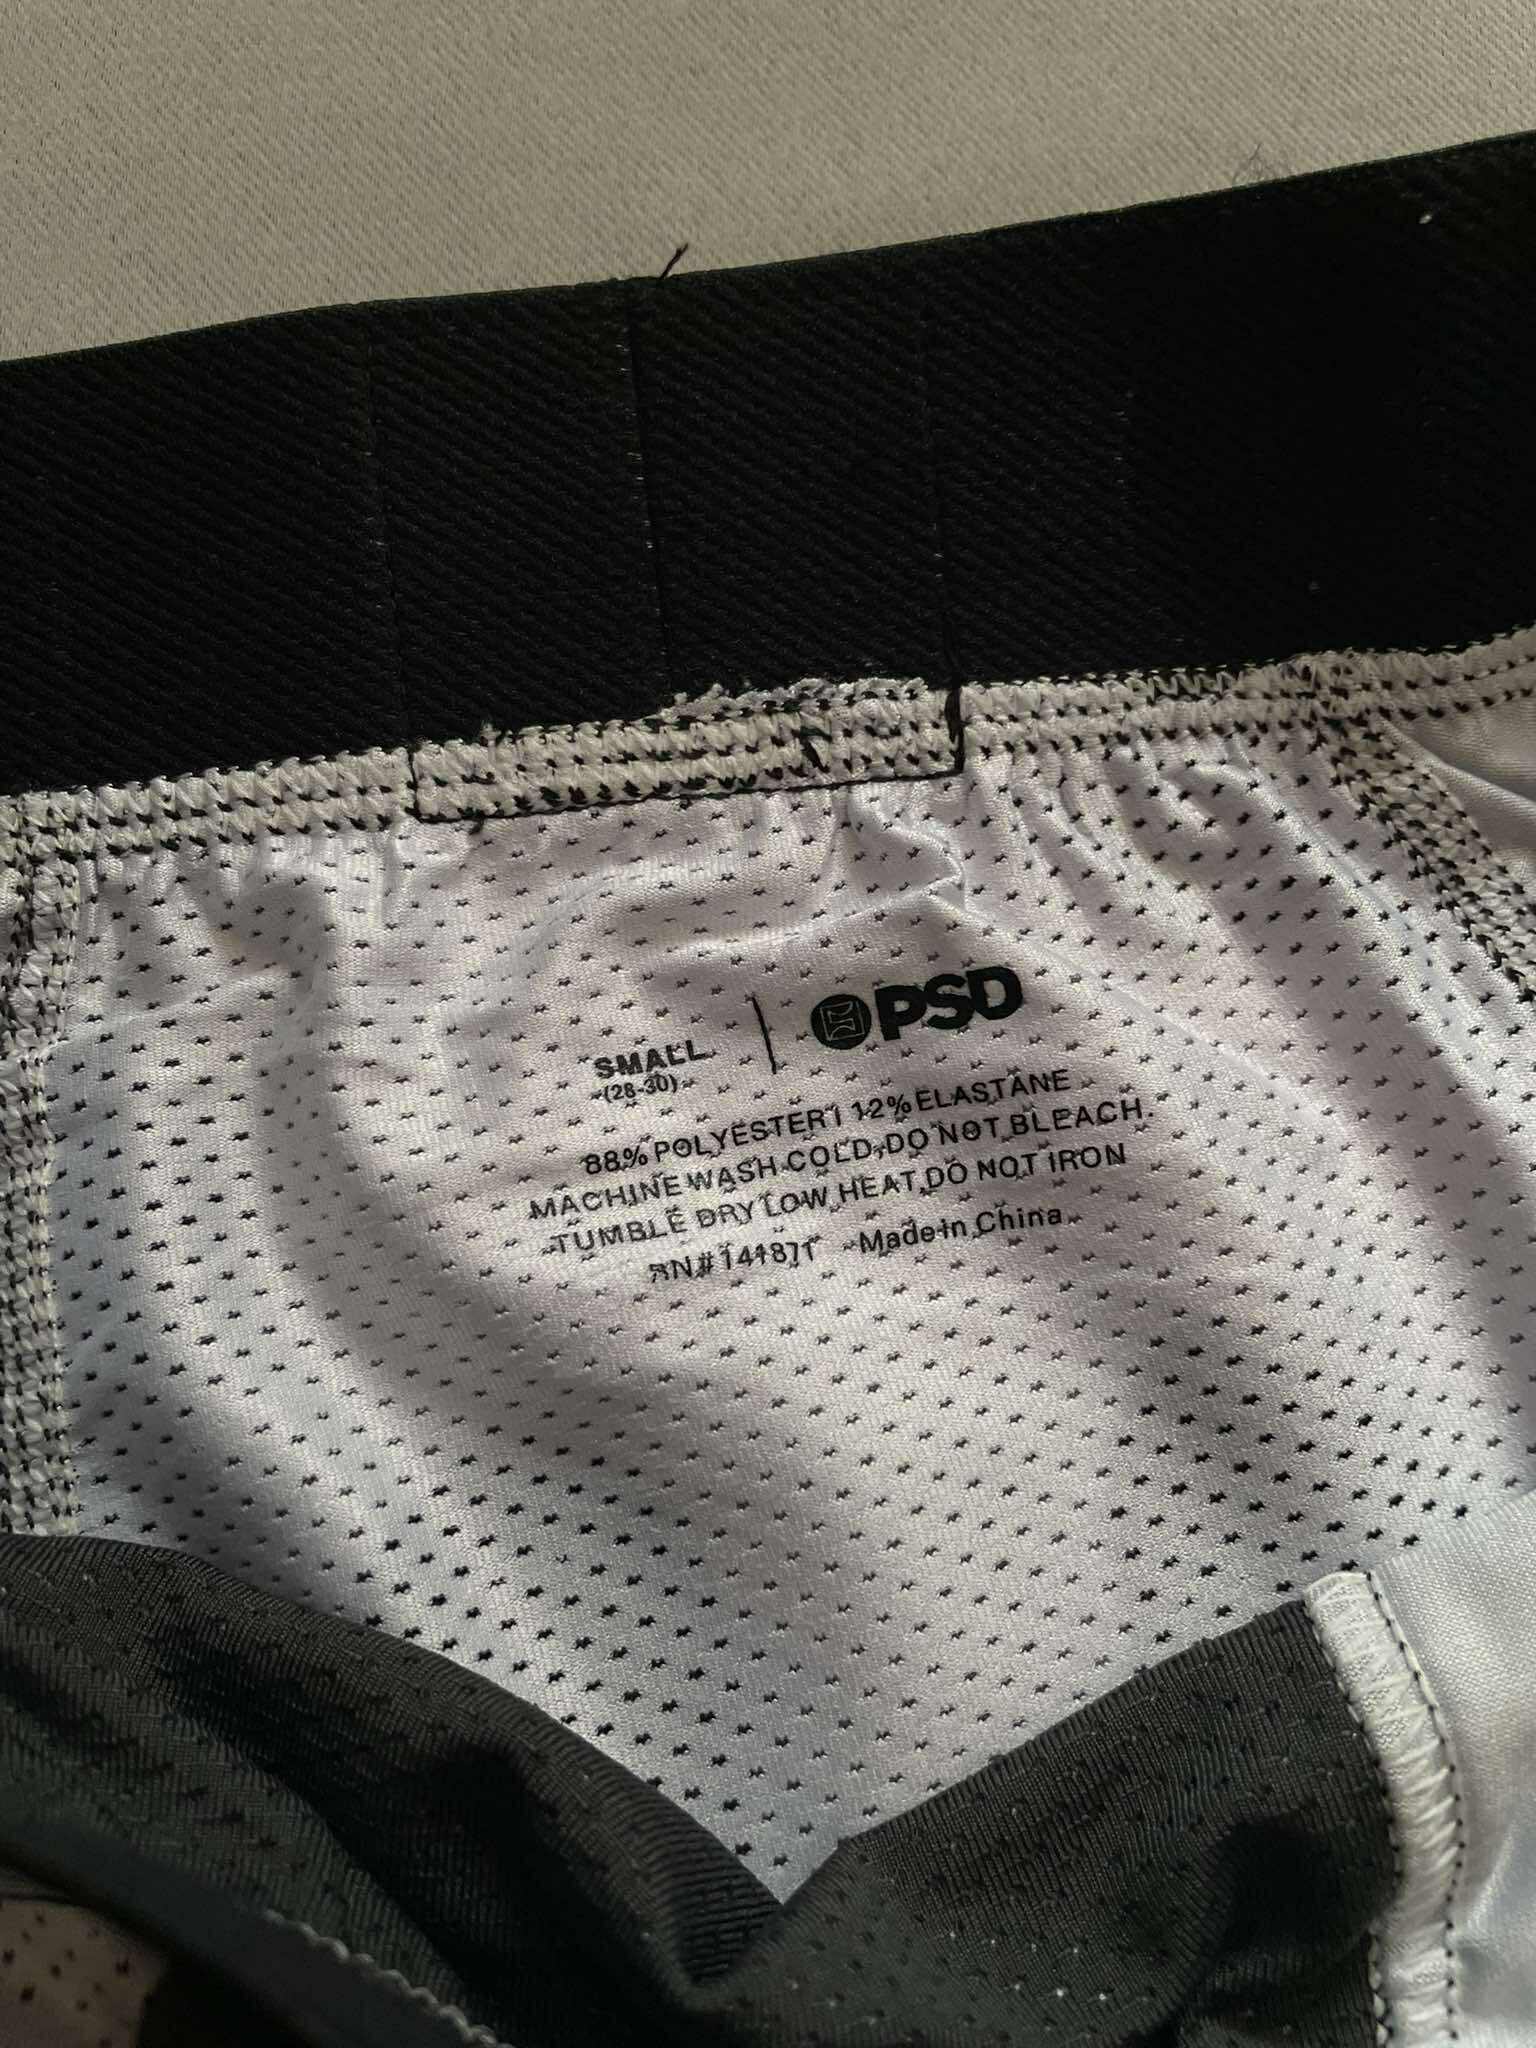 SMALL | PSD
(28-30)
88% POLYESTER I 12% ELASTANE
MACHINE WASH COLD, DO NOT BLEACH.
TUMBLE DRY LOW HEAT, DO NOT IRON
RN# 141871 Made In China